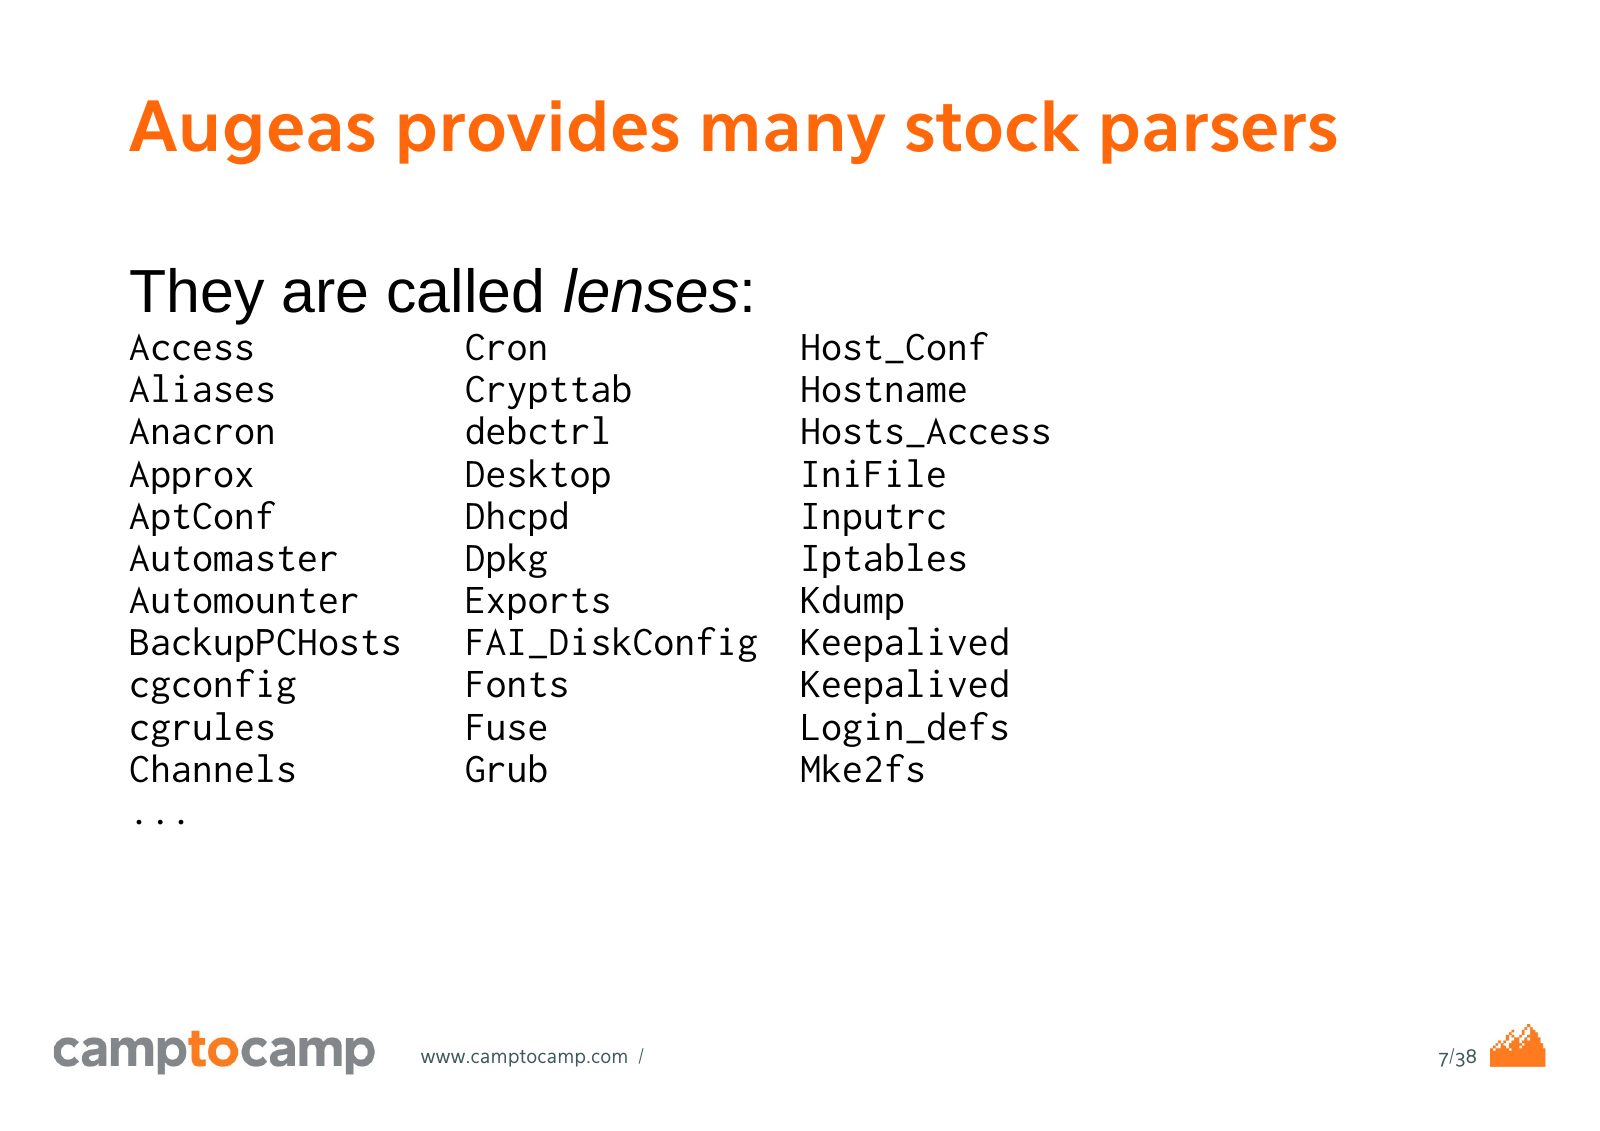 Augeas provides many stock parsers
They are called lenses:
Access Cron Host_Conf
Aliases Crypttab Hostname
Anacron debctrl Hosts_Access
Approx Desktop IniFile
AptConf Dhcpd Inputrc
Automaster Dpkg Iptables
Automounter Exports Kdump
BackupPCHosts FAI_DiskConfig Keepalived
cgconfig Fonts Keepalived
cgrules Fuse Login_defs
Channels Grub Mke2fs
...
camptocamp www.camptocamp.com / 7/38